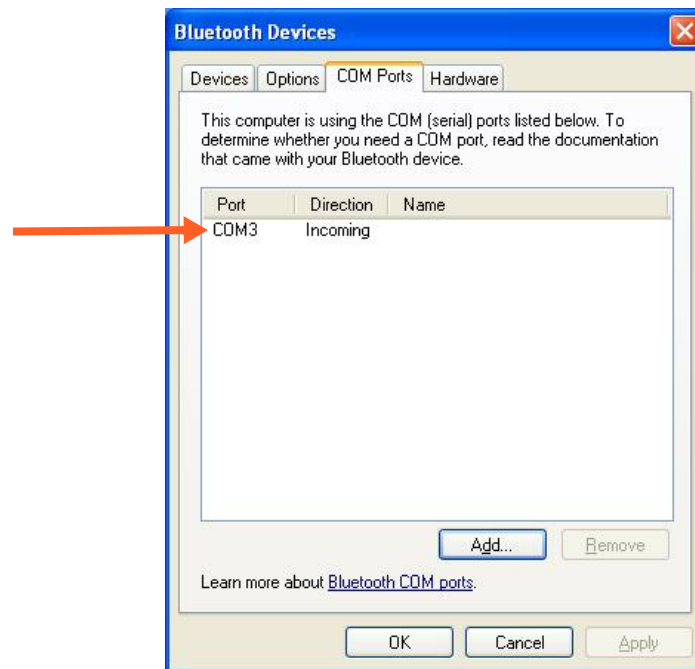 Bluetooth Devices
Devices Options COM Ports Hardware
This computer is using the COM (serial) ports listed below. To
determine whether you need a COM port, read the documentation
that came with your Bluetooth device.
Port Direction Name
COM3 Incoming
Add... Remove
Learn more about Bluetooth COM ports.
OK Cancel Apply